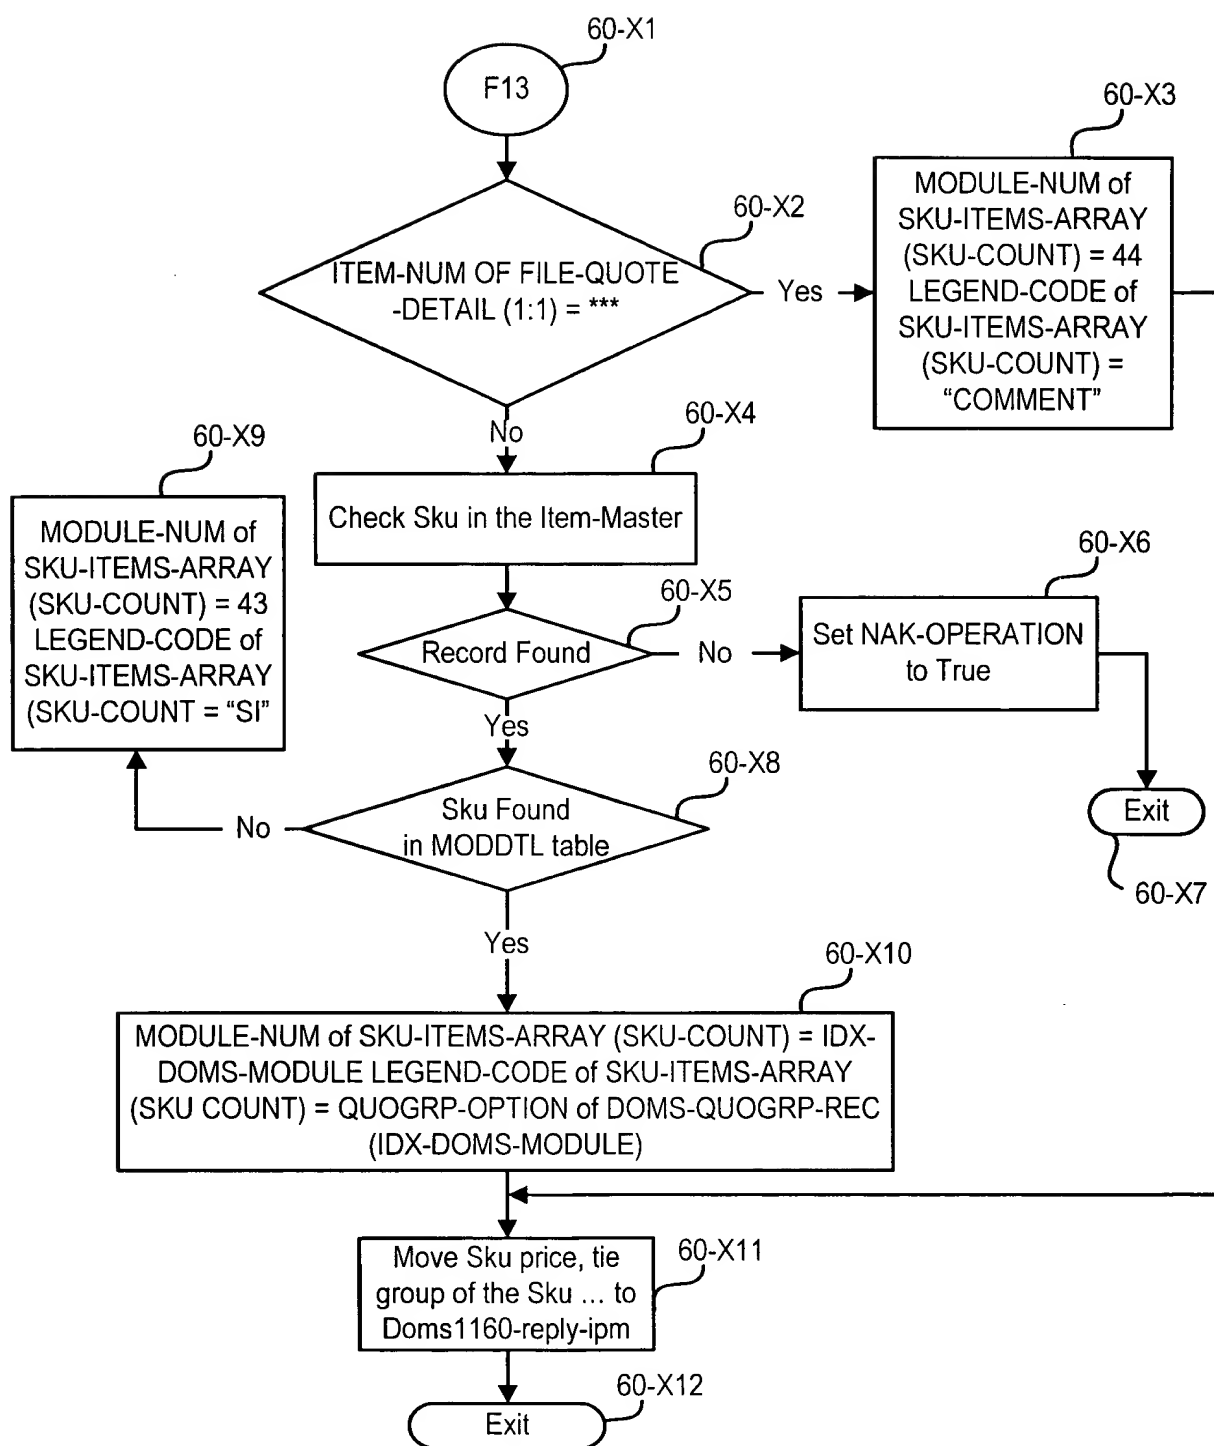 60-X1
F13
60-X3
MODULE-NUM of
SKU-ITEMS-ARRAY
(SKU-COUNT) = 44
LEGEND-CODE of
SKU-ITEMS-ARRAY
(SKU-COUNT) =
“COMMENT”
60-X2
ITEM-NUM OF FILE-QUOTE
-DETAIL (1:1) = ***
Yes
No
60-X4
Check Sku in the Item-Master
60-X9
MODULE-NUM of
SKU-ITEMS-ARRAY
(SKU-COUNT) = 43
LEGEND-CODE of
SKU-ITEMS-ARRAY
(SKU-COUNT = “SI”
60-X5
Record Found
No
60-X6
Set NAK-OPERATION
to True
Exit
60-X7
Yes
60-X8
Sku Found
in MODDTL table
No
Yes
60-X10
MODULE-NUM of SKU-ITEMS-ARRAY (SKU-COUNT) = IDX-
DOMS-MODULE LEGEND-CODE of SKU-ITEMS-ARRAY
(SKU COUNT) = QUOGRP-OPTION of DOMS-QUOGRP-REC
(IDX-DOMS-MODULE)
60-X11
Move Sku price, tie
group of the Sku ... to
Doms1160-reply-ipm
60-X12
Exit